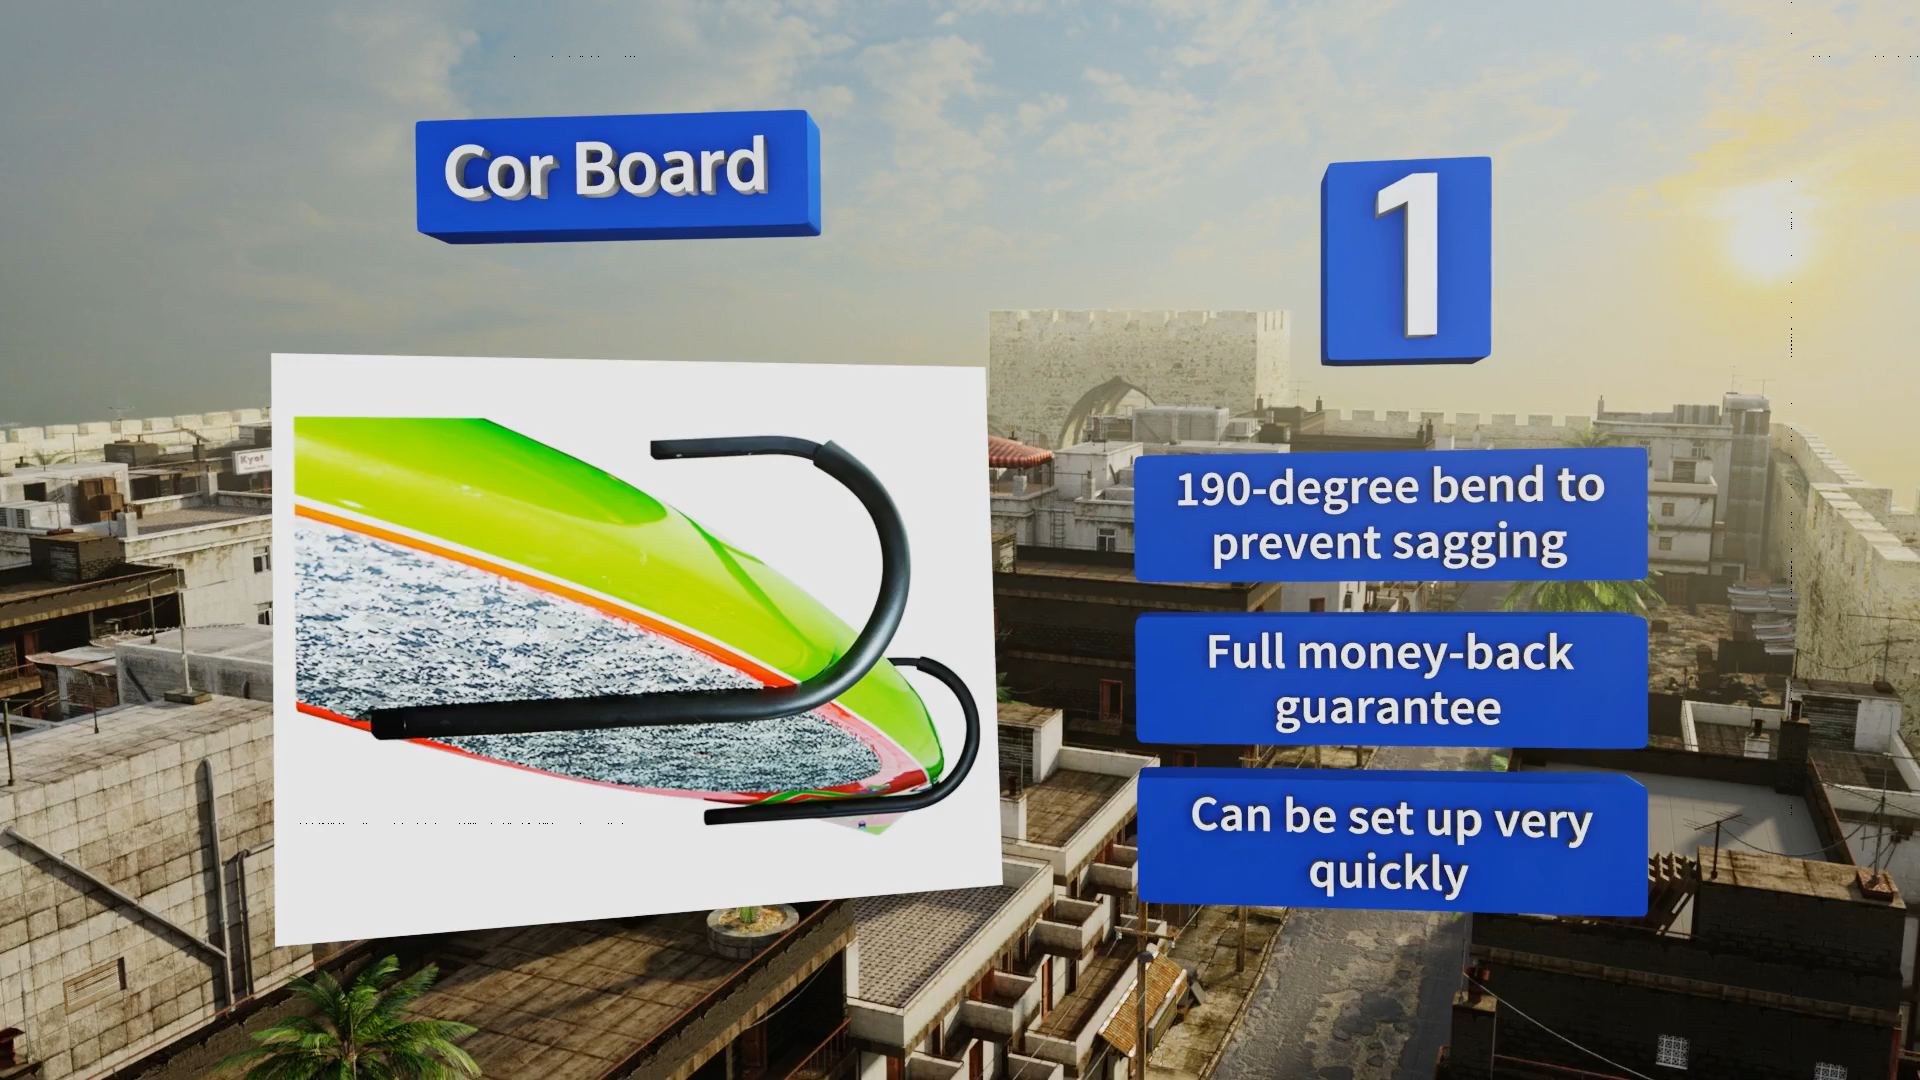 Cor Board
1
190-degree bend to
prevent sagging
Full money-back
guarantee
Can be set up very
quickly
Kyot